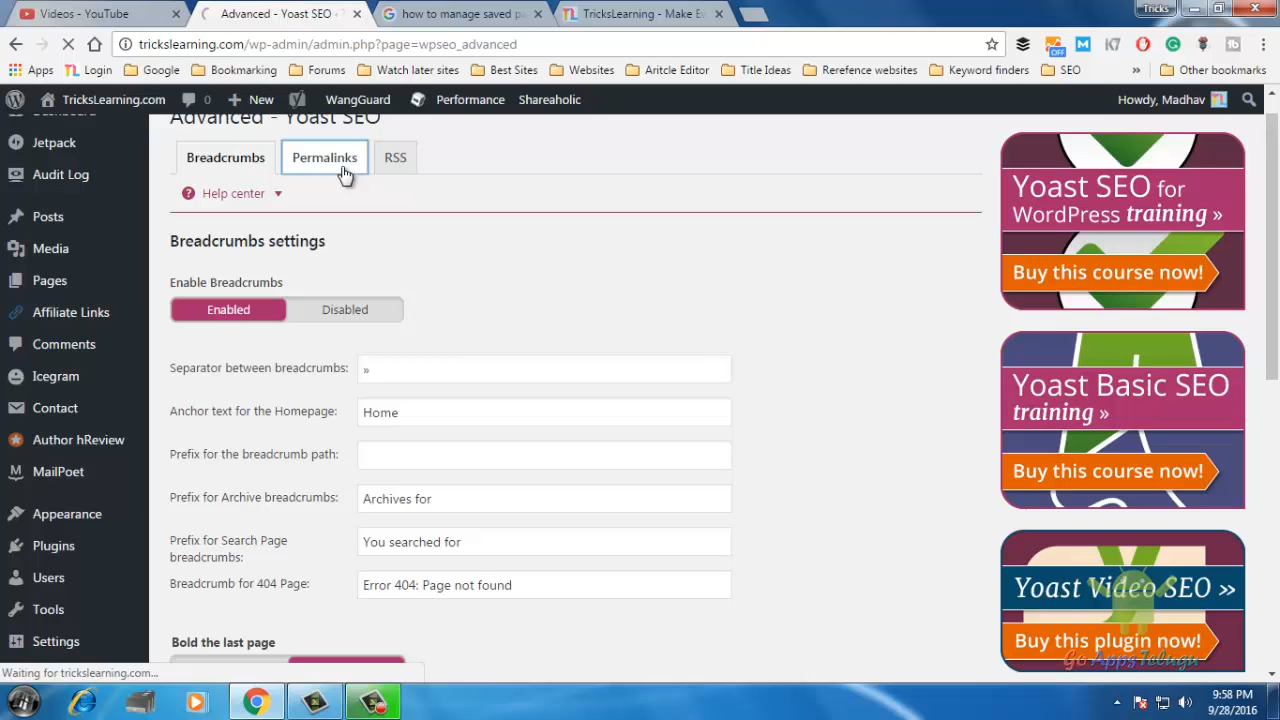 Videos - YouTube
Advanced - Yoast SEO - T
how to manage saved p
TricksLearning - Make E
Tricks
trickslearning.com/wp-admin/admin.php?page=wpseo_advanced
OFF
Apps
Login
Google
Bookmarking
Forums
Watch later sites
Best Sites
Websites
Aritcle Editor
Title Ideas
Rerefence websites
Keyword finders
SEO
»
Other bookmarks
TricksLearning.com
0
New
WangGuard
Performance
Shareaholic
Howdy, Madhav
Dashboard
Jetpack
Audit Log
Posts
Media
Pages
Affiliate Links
Comments
Icegram
Contact
Author hReview
MailPoet
Appearance
Plugins
Users
Tools
Settings
Advanced - Yoast SEO
Breadcrumbs
Permalinks
RSS
Help center
Breadcrumbs settings
Enable Breadcrumbs
Enabled
Disabled
Separator between breadcrumbs:
»
Anchor text for the Homepage:
Home
Prefix for the breadcrumb path:
Prefix for Archive breadcrumbs:
Archives for
Prefix for Search Page
breadcrumbs:
You searched for
Breadcrumb for 404 Page:
Error 404: Page not found
Bold the last page
Yoast SEO for
WordPress training »
Buy this course now!
Yoast Basic SEO
training »
Buy this course now!
Yoast Video SEO »
Buy this plugin now!
Go Apps Telugu
Waiting for trickslearning.com...
9:58 PM
9/28/2016